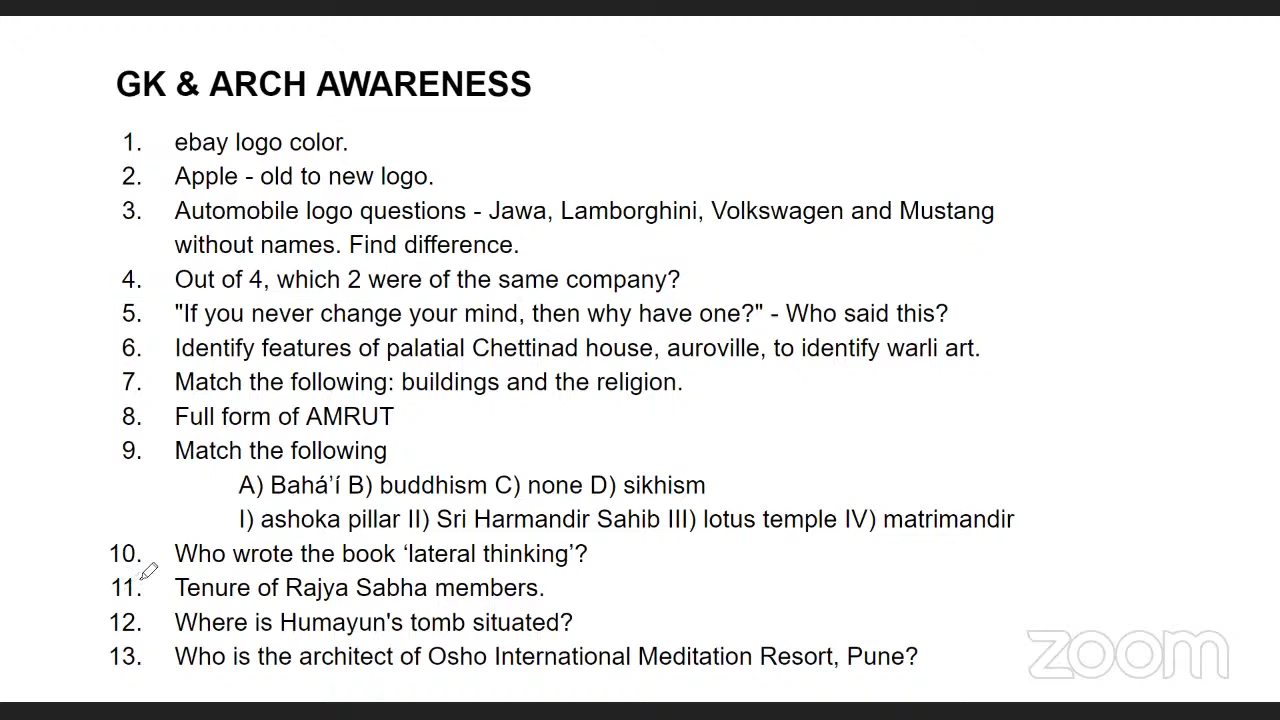 GK & ARCH AWARENESS
1. ebay logo color.
2. Apple - old to new logo.
3. Automobile logo questions - Jawa, Lamborghini, Volkswagen and Mustang
without names. Find difference.
4. Out of 4, which 2 were of the same company?
5. "If you never change your mind, then why have one?" - Who said this?
6. Identify features of palatial Chettinad house, auroville, to identify warli art.
7. Match the following: buildings and the religion.
8. Full form of AMRUT
9. Match the following
A) Bahá’í B) buddhism C) none D) sikhism
I) ashoka pillar II) Sri Harmandir Sahib III) lotus temple IV) matrimandir
10. Who wrote the book ‘lateral thinking’?
11. Tenure of Rajya Sabha members.
12. Where is Humayun's tomb situated?
13. Who is the architect of Osho International Meditation Resort, Pune?
zoom